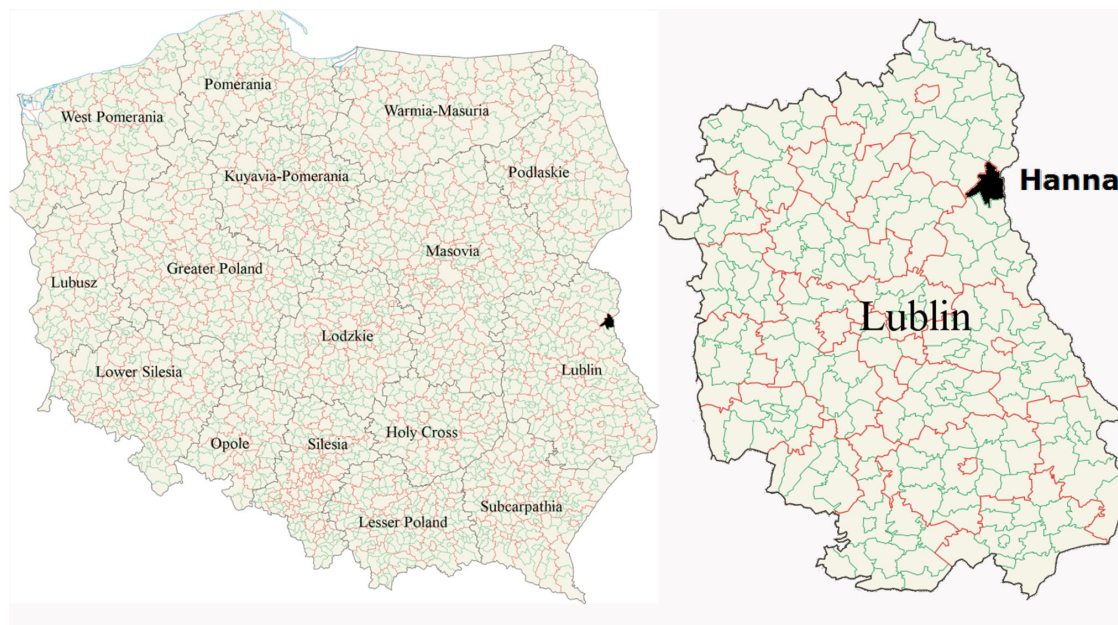 Pomerania
West Pomerania
Warmia-Masuria
Kuyavia-Pomerania
Podlaskie
Masovia
Greater Poland
Lubusz
Lodzkie
Lower Silesia
Lublin
Opole
Silesia
Holy Cross
Subcarpathia
Lesser Poland
Hanna
Lublin